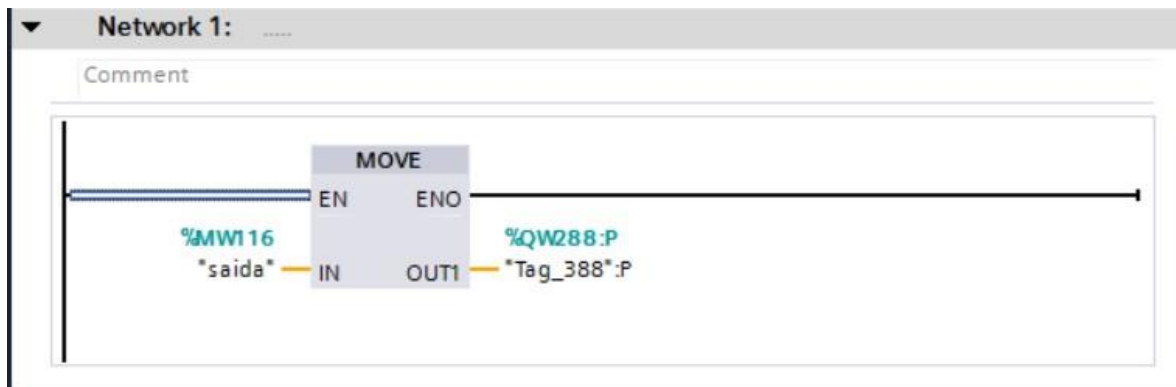 Network 1: .....
Comment
MOVE
EN ENO
%MW116 %QW288:P
"saida" IN OUT1 "Tag_388":P